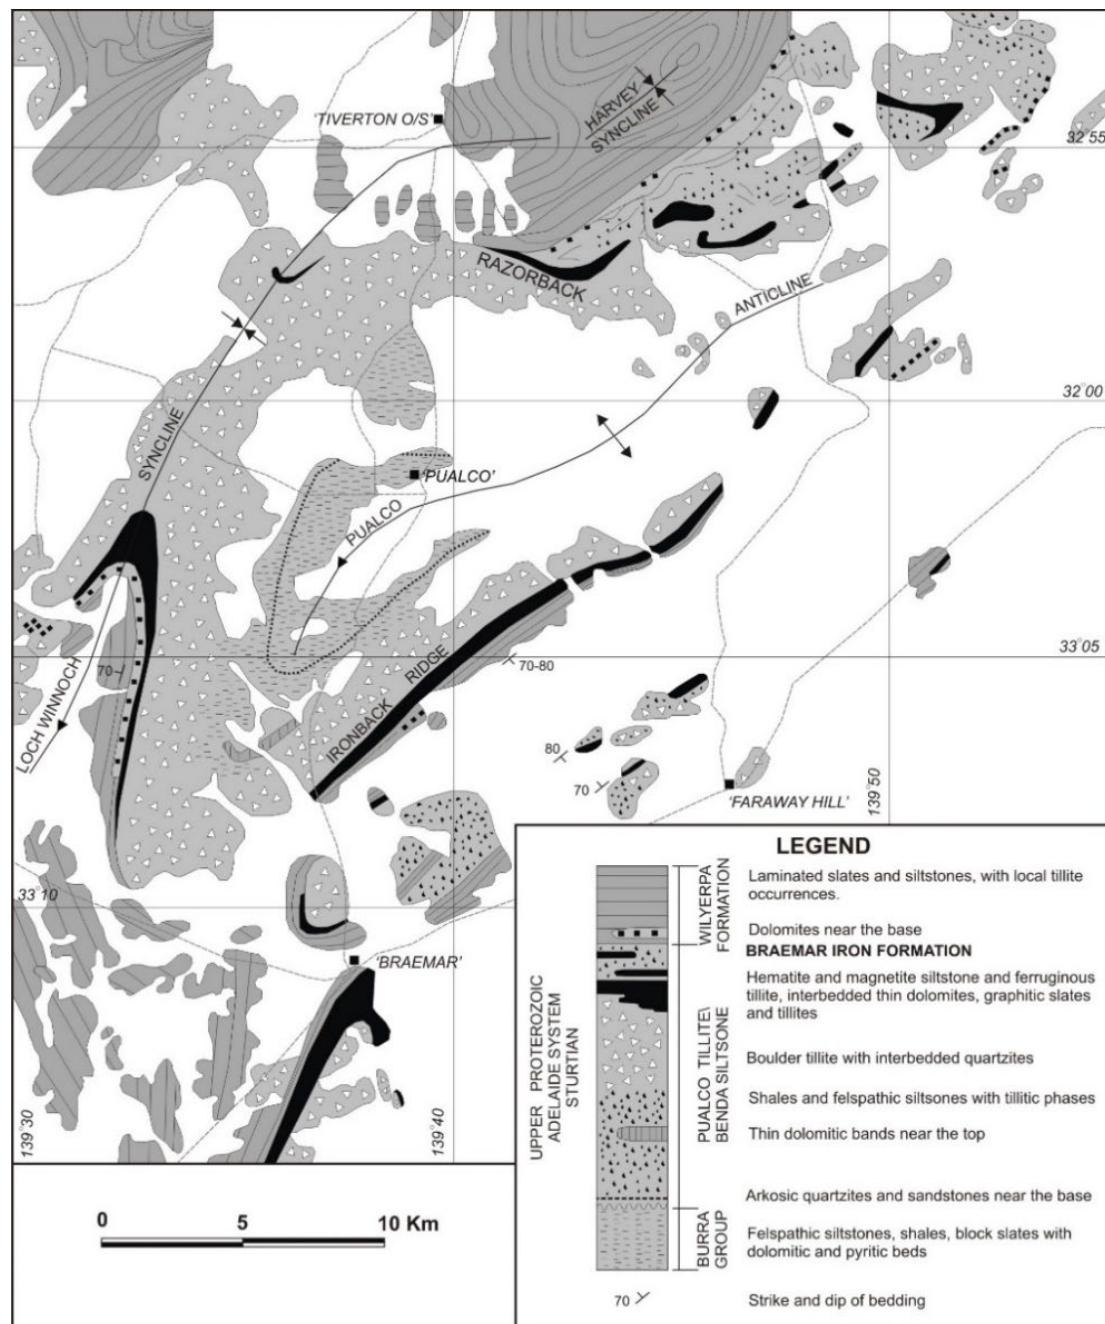 'TIVERTON O/S'
HARVEY
SYNCLINE
32°55
RAZORBACK
ANTICLINE
32°00
SYNCLINE
'PUALCO'
PUALCO
33°05
70
70-80
RIDGE
IRONBACK
LOCH WINNOCH
80
70
'FARAWAY HILL'
139°50
33°10
'BRAEMAR'
139°30
139°40
0 5 10 Km
LEGEND
UPPER PROTEROZOIC
ADELAIDE SYSTEM
STURTIAN
WILYERPA
FORMATION
Laminated slates and siltstones, with local tillite
occurrences.
Dolomites near the base
BRAEMAR IRON FORMATION
Hematite and magnetite siltstone and ferruginous
tillite, interbedded thin dolomites, graphitic slates
and tillites
PUALCO TILLITE\
BENDA SILTSONE
Boulder tillite with interbedded quartzites
Shales and felspathic siltsones with tillitic phases
Thin dolomitic bands near the top
Arkosic quartzites and sandstones near the base
BURRA
GROUP
Felspathic siltstones, shales, block slates with
dolomitic and pyritic beds
70
Strike and dip of bedding